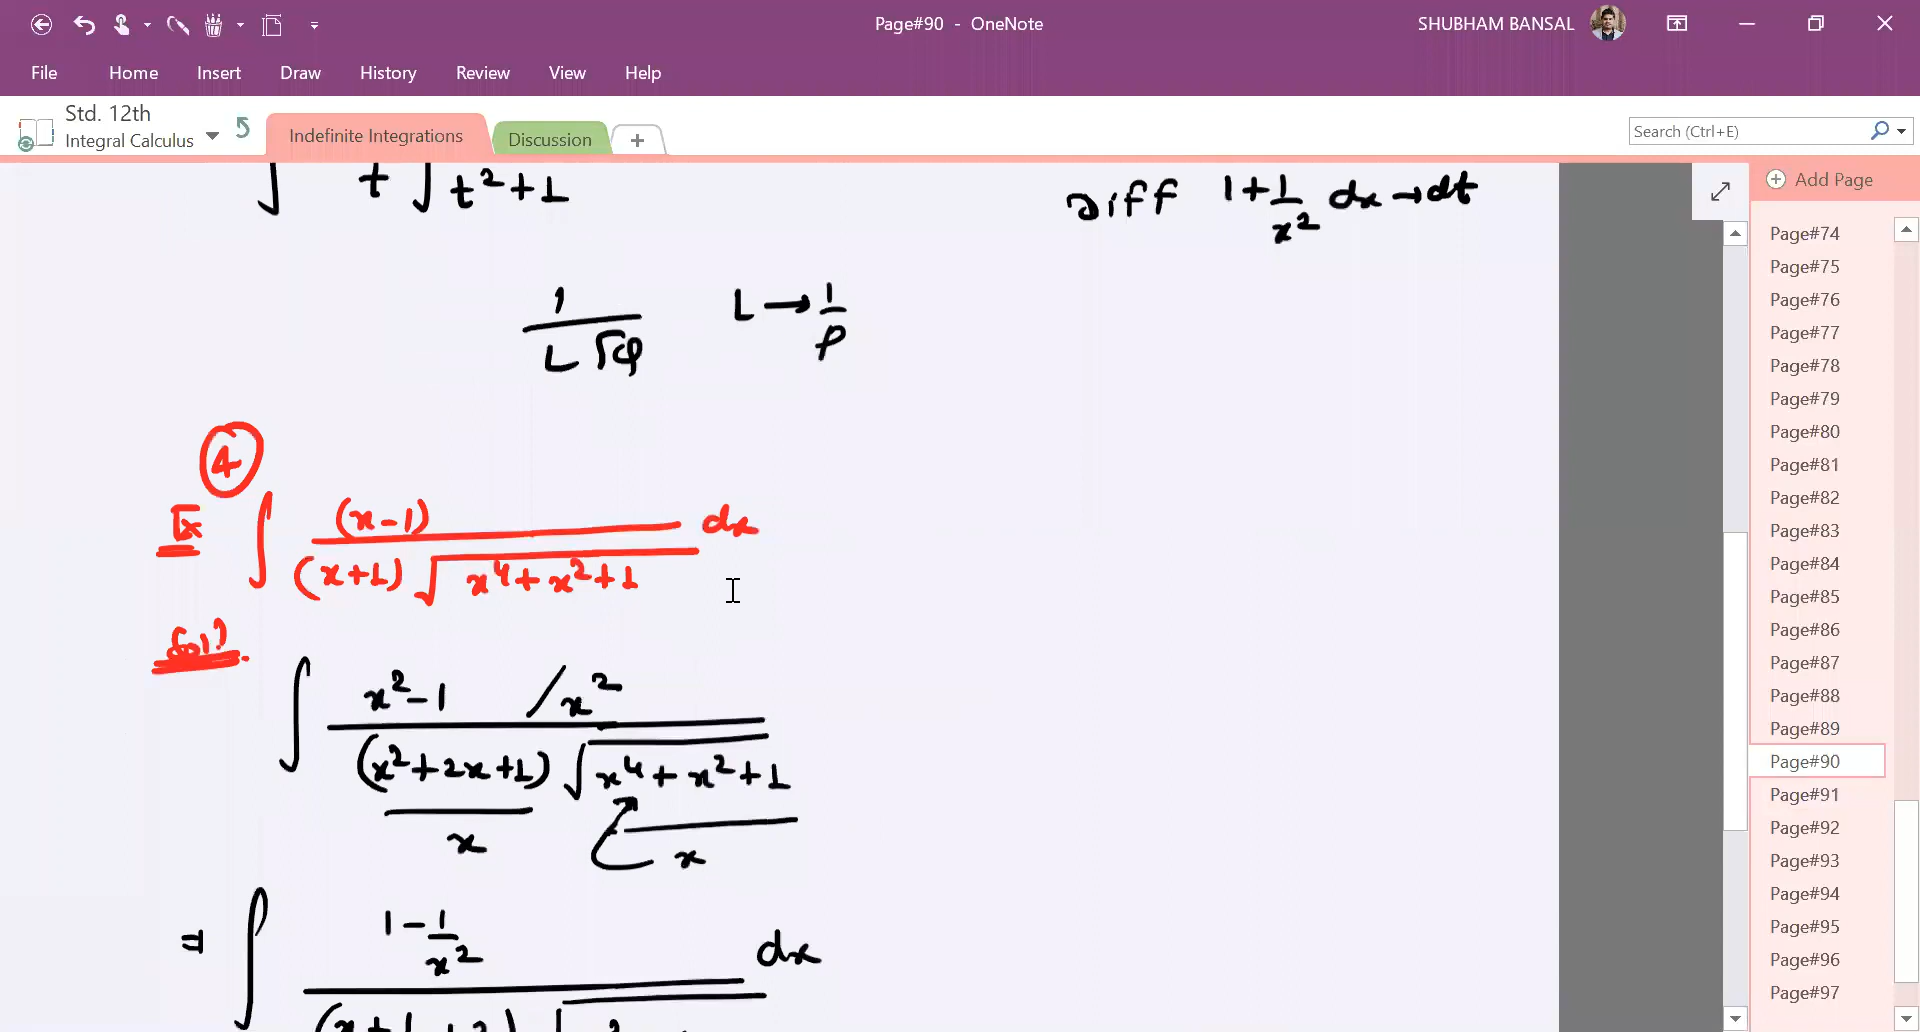 Page#90 - OneNote
SHUBHAM BANSAL
File Home Insert Draw History Review View Help
Std. 12th
Integral Calculus
Indefinite Integrations
Discussion
+
Search (Ctrl+E)
Add Page
Page#74
Page#75
Page#76
Page#77
Page#78
Page#79
Page#80
Page#81
Page#82
Page#83
Page#84
Page#85
Page#86
Page#87
Page#88
Page#89
Page#90
Page#91
Page#92
Page#93
Page#94
Page#95
Page#96
Page#97
∫ t √t²+1
Diff 1+1/x² dx→dt
1/(L √φ) L → 1/P
4
Ex ∫ (x-1)/((x+1) √(x⁴+x²+1)) dx
Sol?
∫ x²-1 /x²
(x²+2x+1) √x⁴+x²+1
x x
= ∫ 1-1/x² dx